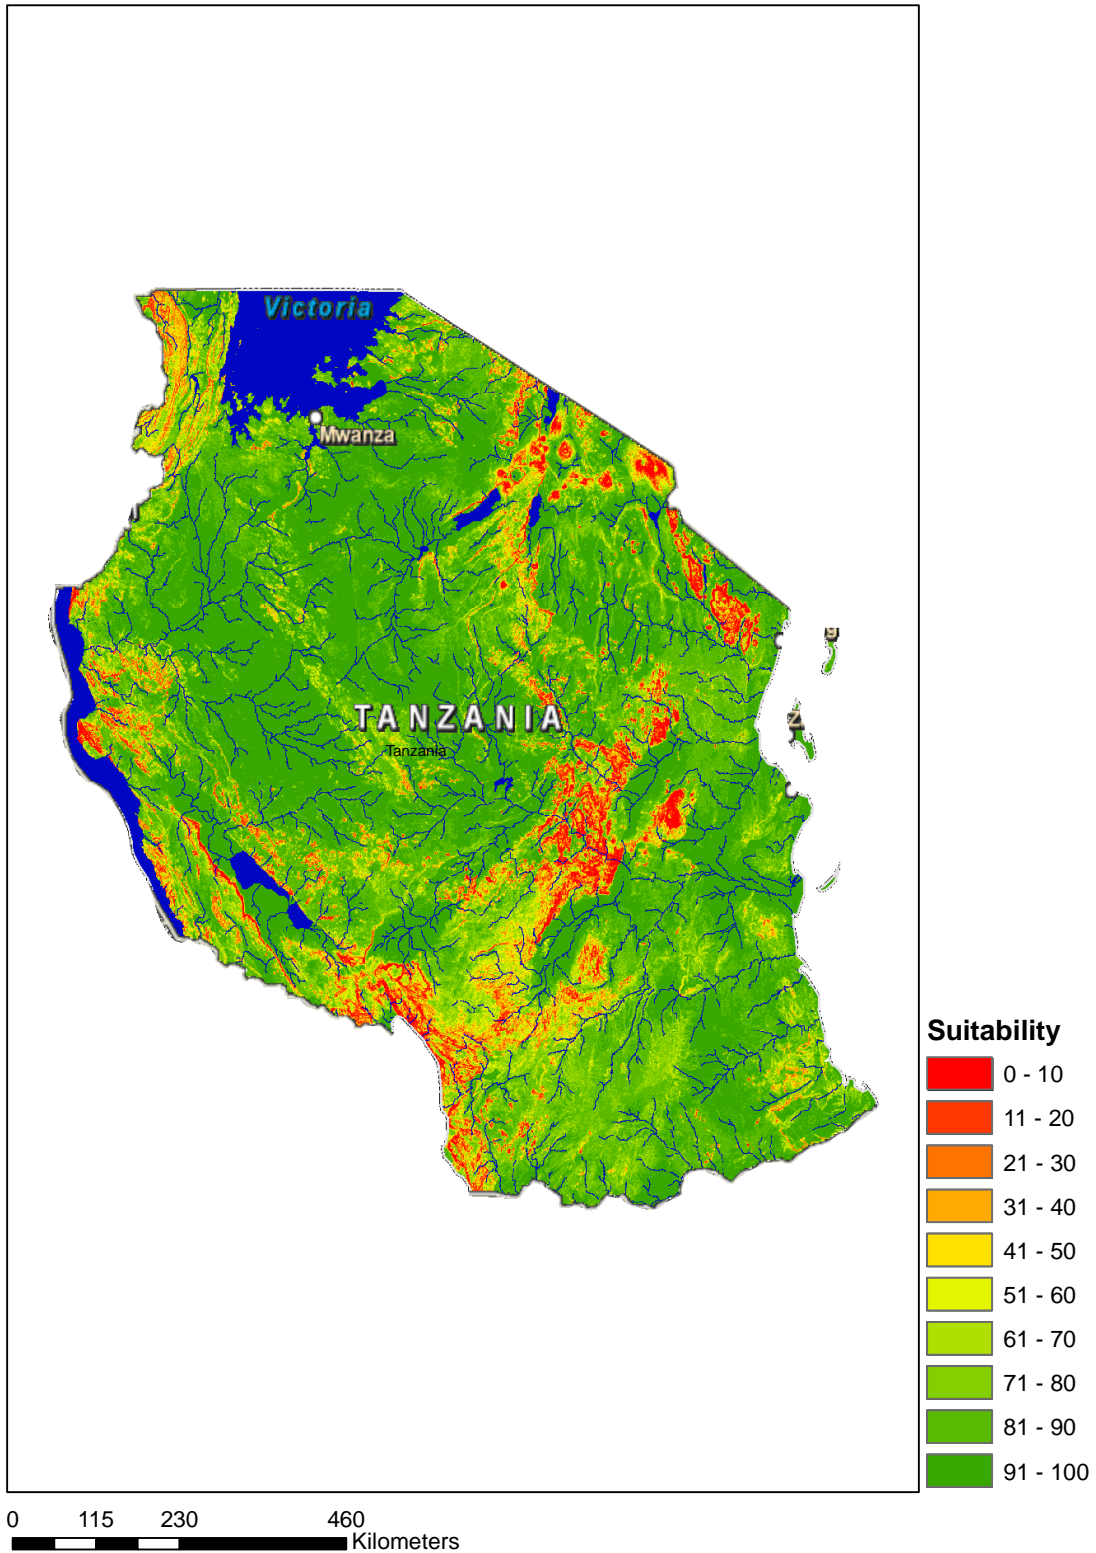 Victoria
Mwanza
TANZANIA
Tanzania
Z
Suitability
0 - 10
11 - 20
21 - 30
31 - 40
41 - 50
51 - 60
61 - 70
71 - 80
81 - 90
91 - 100
0 115 230 460
Kilometers